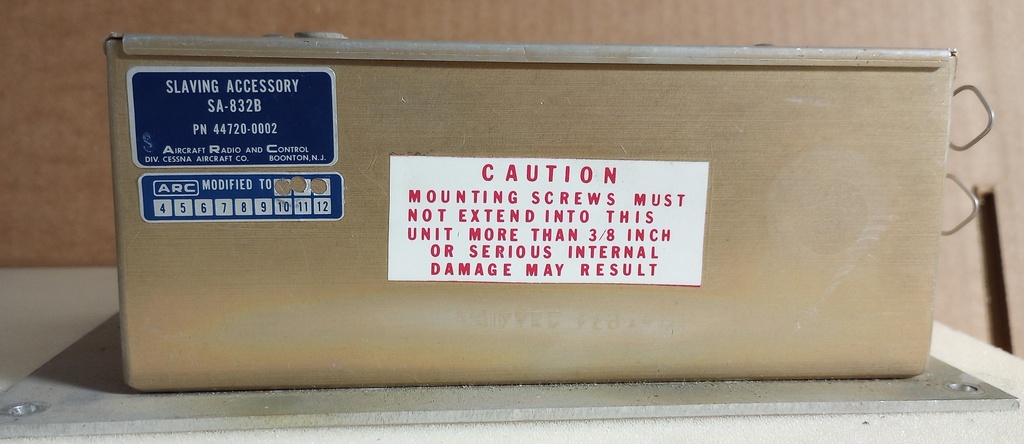 SLAVING ACCESSORY
SA-832B
PN 44720-0002
AIRCRAFT RADIO AND CONTROL
DIV. CESSNA AIRCRAFT CO. BOONTON, N.J.
ARC MODIFIED TO
4 5 6 7 8 9 10 11 12
CAUTION
MOUNTING SCREWS MUST
NOT EXTEND INTO THIS
UNIT MORE THAN 3/8 INCH
OR SERIOUS INTERNAL
DAMAGE MAY RESULT